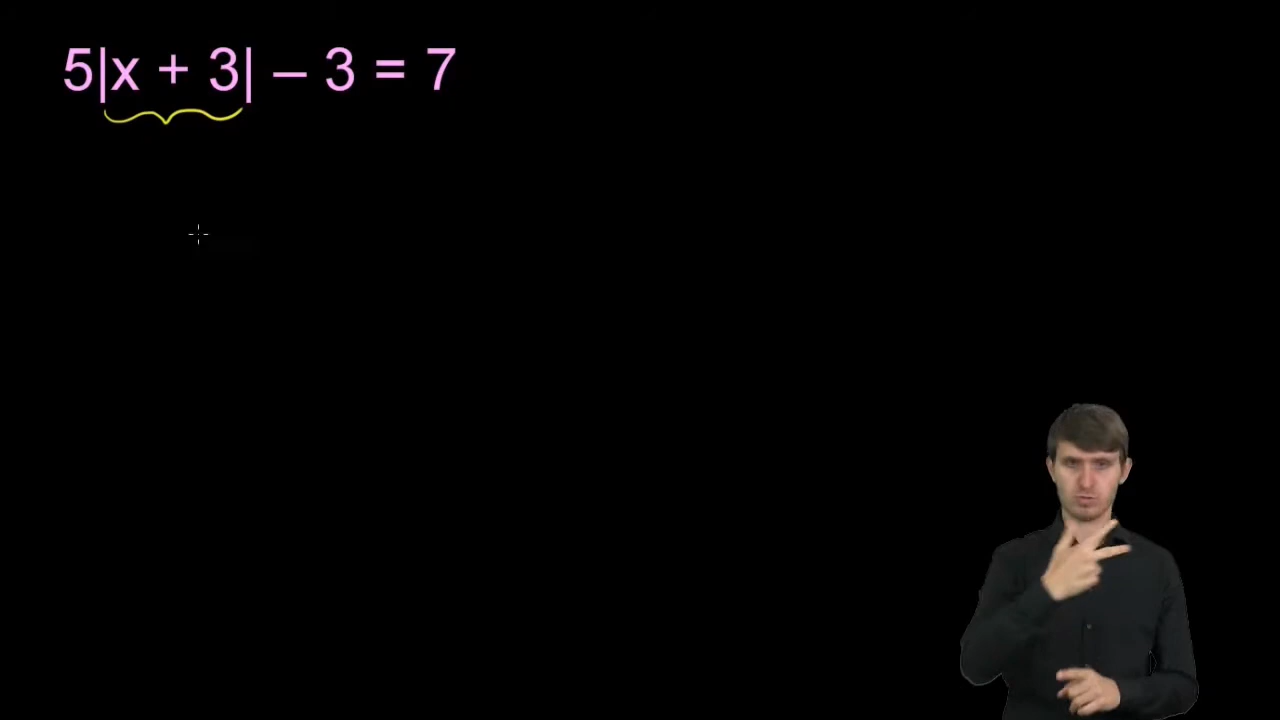 5|x + 3| – 3 = 7